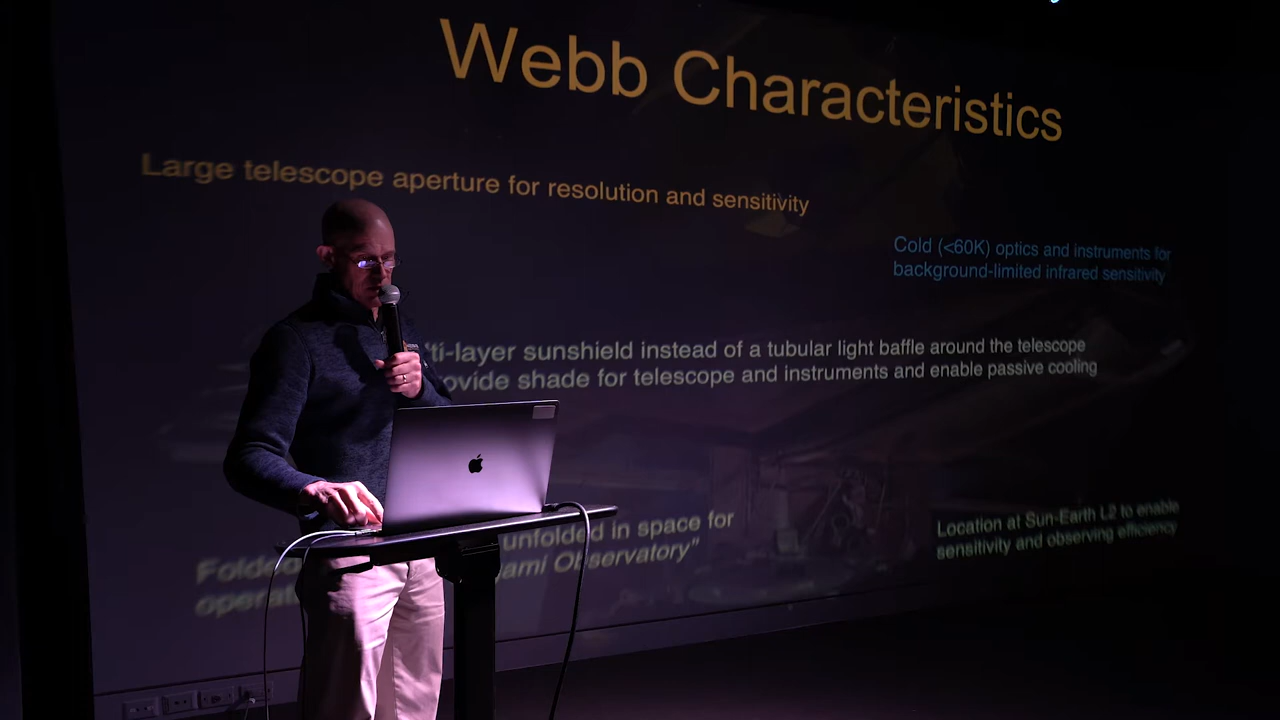 Webb Characteristics
Large telescope aperture for resolution and sensitivity
Cold (<60K) optics and instruments for
background-limited infrared sensitivity
ti-layer sunshield instead of a tubular light baffle around the telescope
ovide shade for telescope and instruments and enable passive cooling
unfolded in space for
ami Observatory"
Location at Sun-Earth L2 to enable
sensitivity and observing efficiency